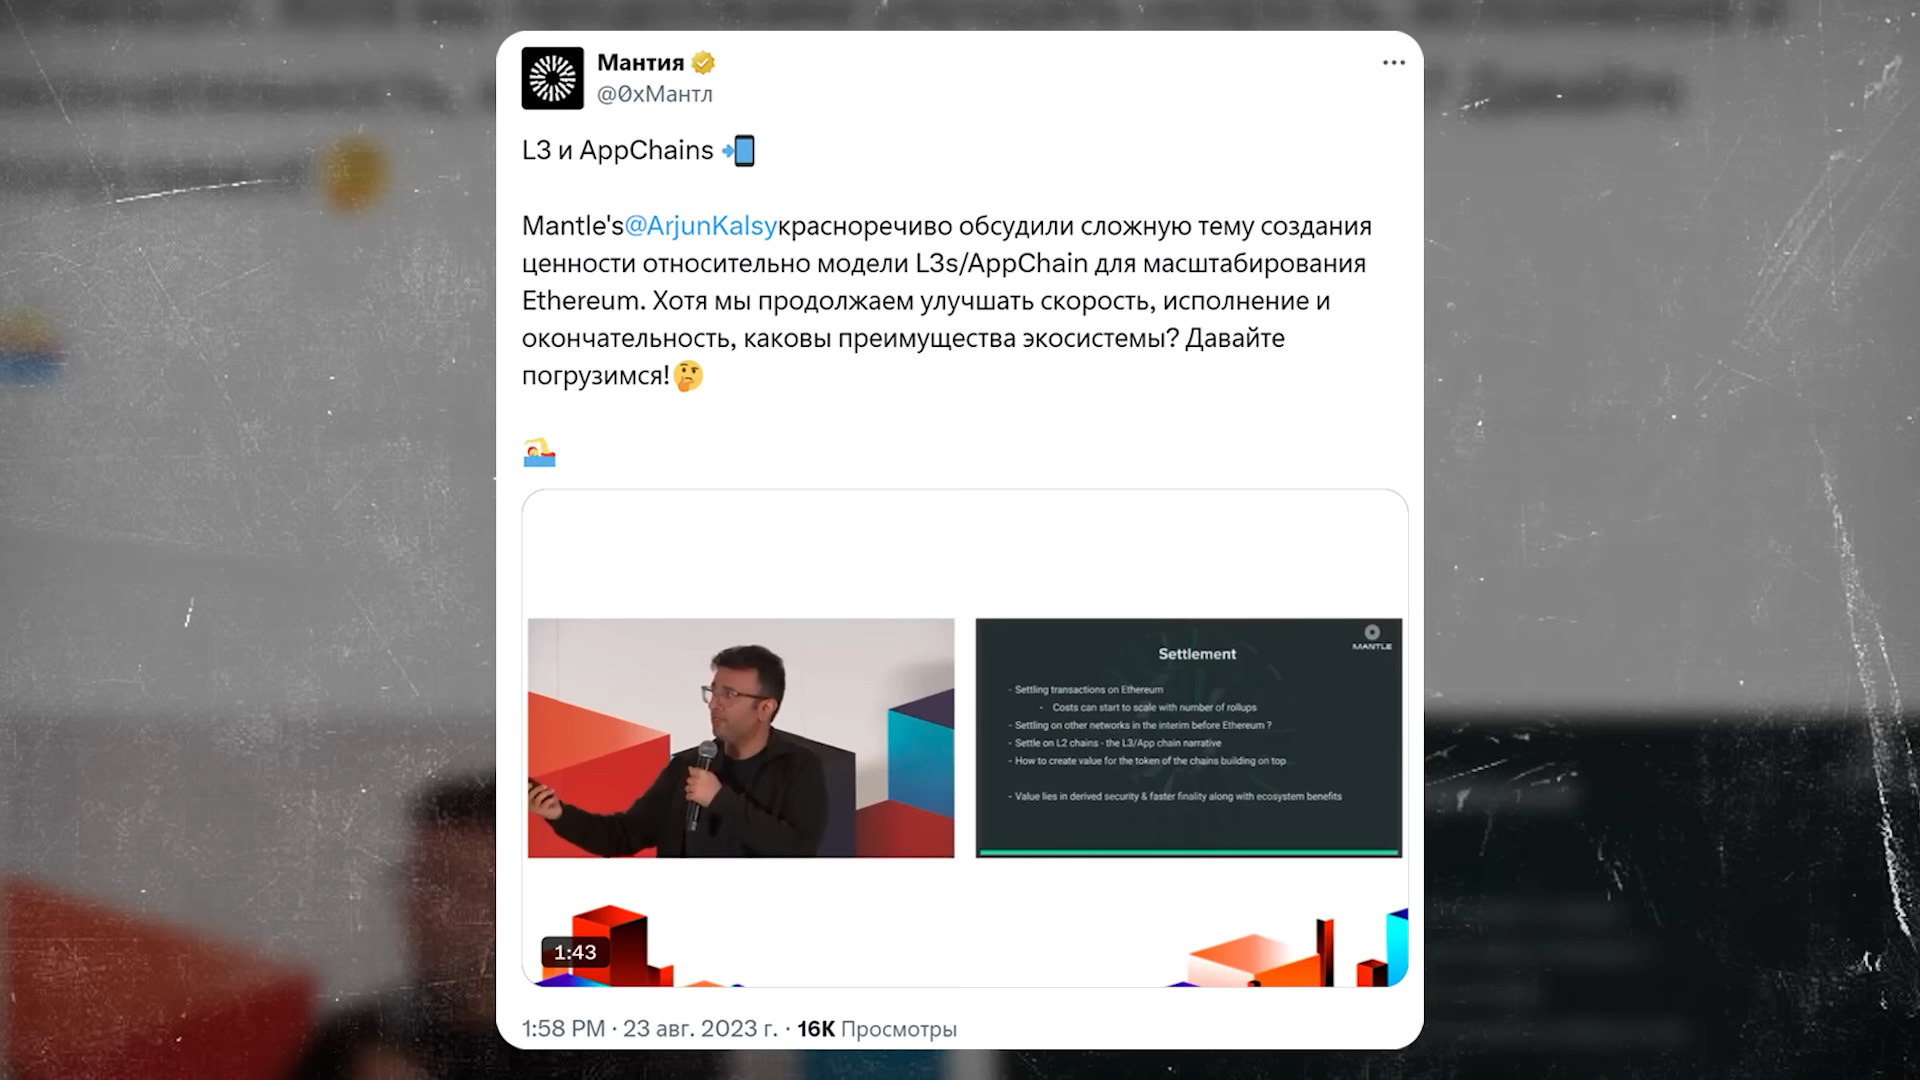 Мантия
@0xМантл
L3 и AppChains
Mantle's@ArjunKalsyкрасноречиво обсудили сложную тему создания
ценности относительно модели L3s/AppChain для масштабирования
Ethereum. Хотя мы продолжаем улучшать скорость, исполнение и
окончательность, каковы преимущества экосистемы? Давайте
погрузимся!🤔
MANTLE
Settlement
- Settling transactions on Ethereum
- Costs can start to scale with number of rollups
- Settling on other networks in the interim before Ethereum ?
- Settle on L2 chains - the L3/App chain narrative
- How to create value for the token of the chains building on top
- Value lies in derived security & faster finality along with ecosystem benefits
1:43
1:58 PM · 23 авг. 2023 г. · 16K Просмотры